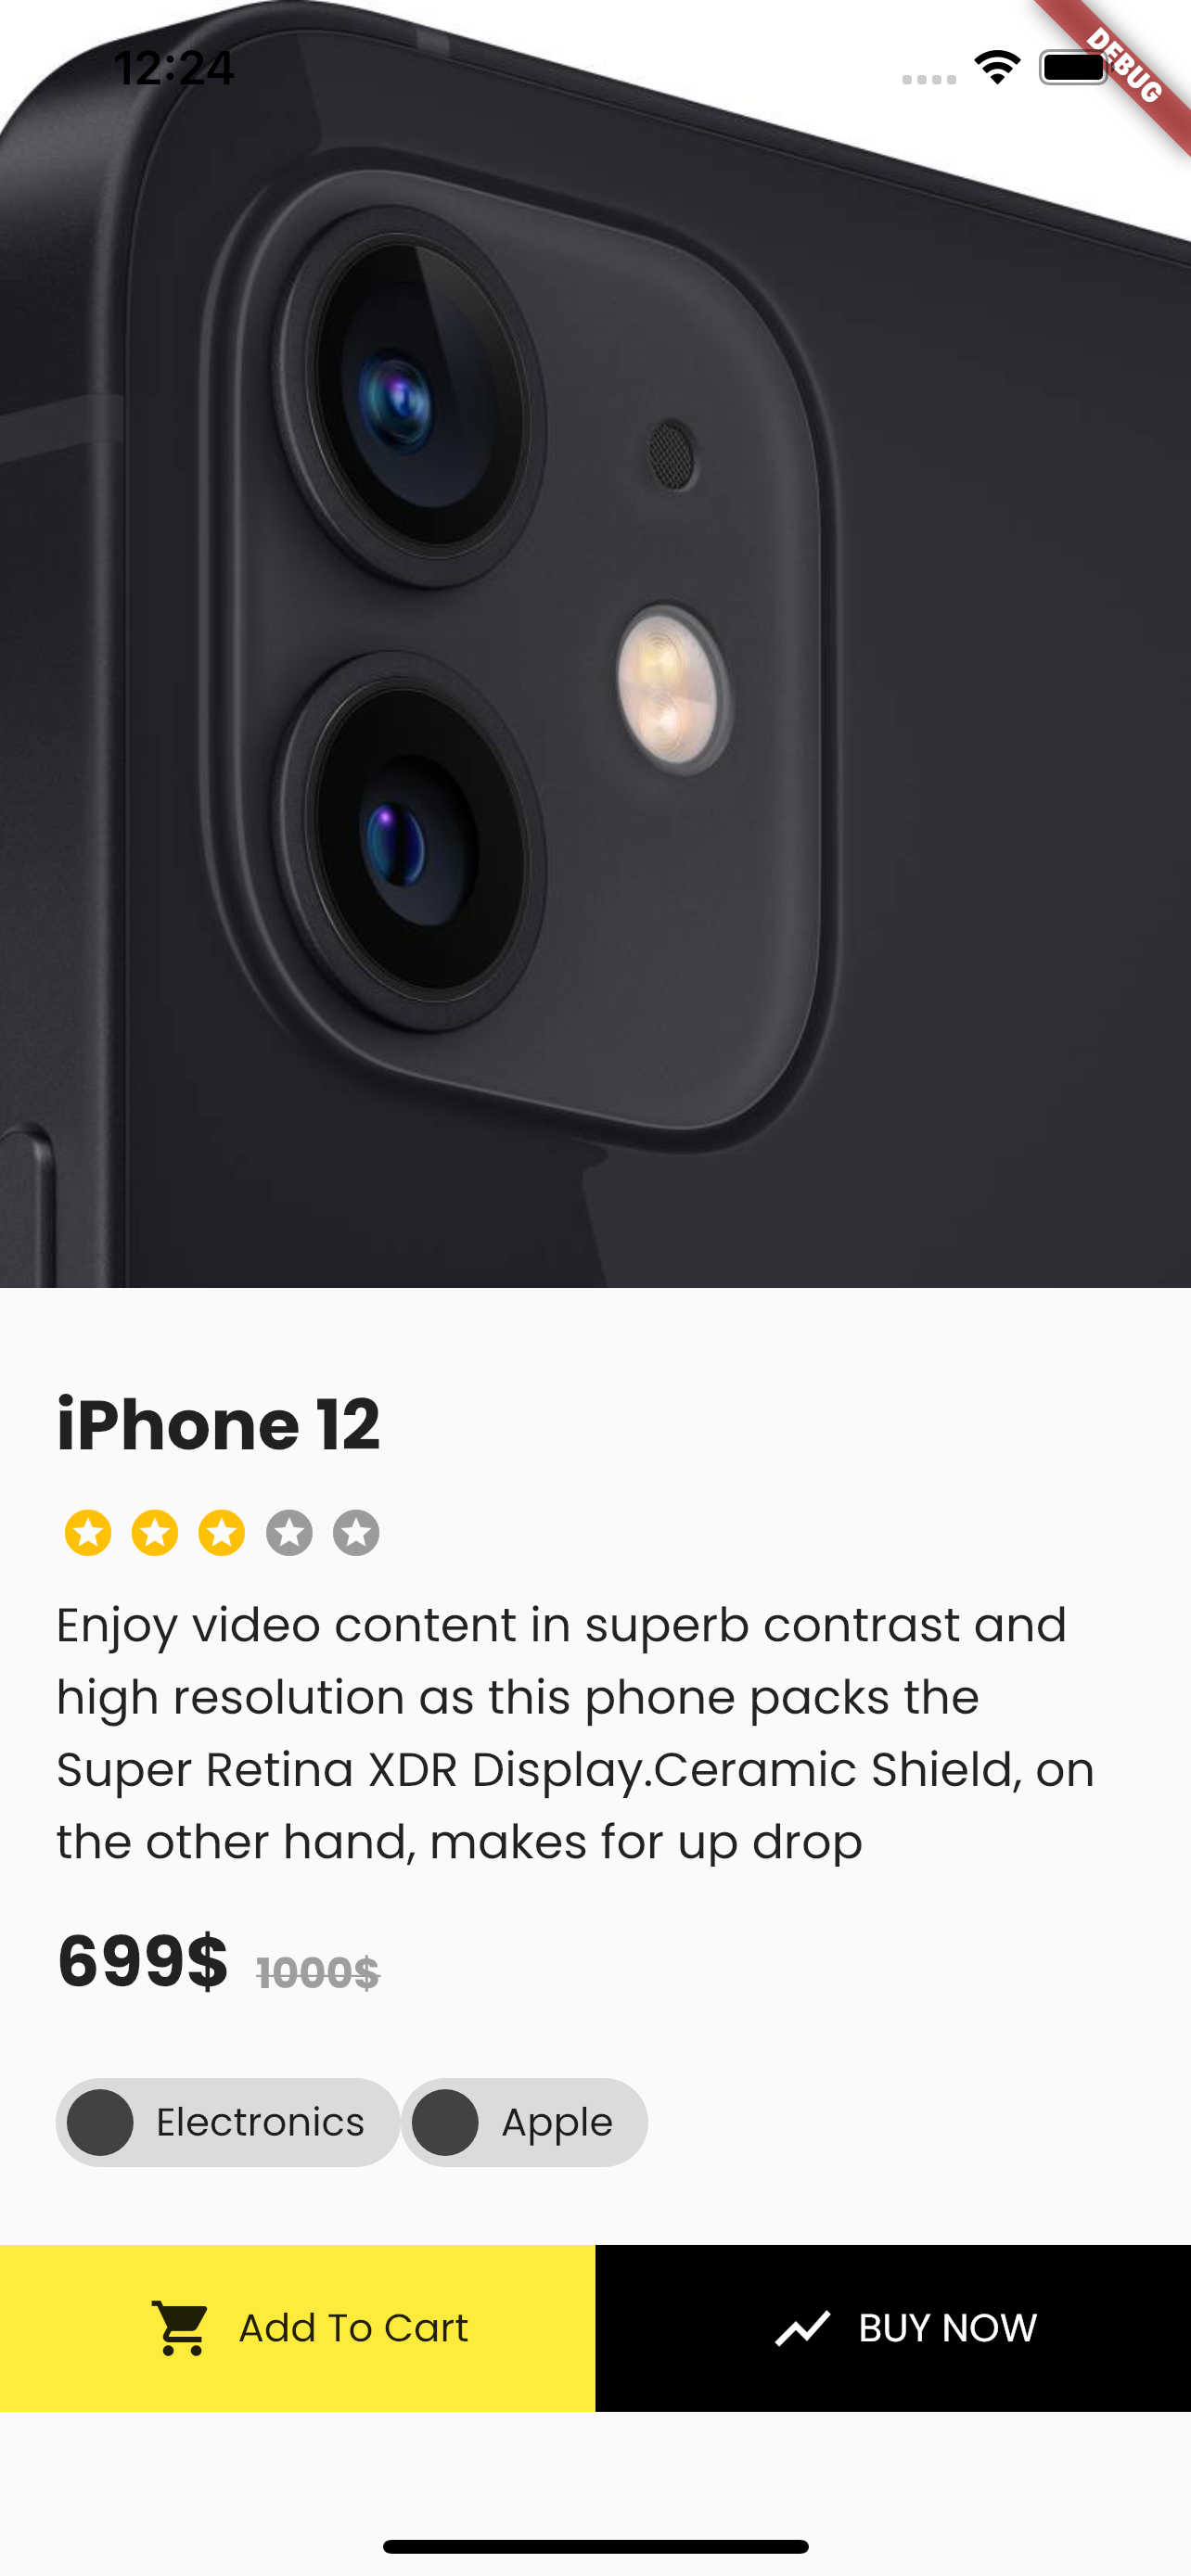 12:24
DEBUG
iPhone 12
Enjoy video content in superb contrast and
high resolution as this phone packs the
Super Retina XDR Display.Ceramic Shield, on
the other hand, makes for up drop
699$ 1000$
Electronics Apple
Add To Cart BUY NOW